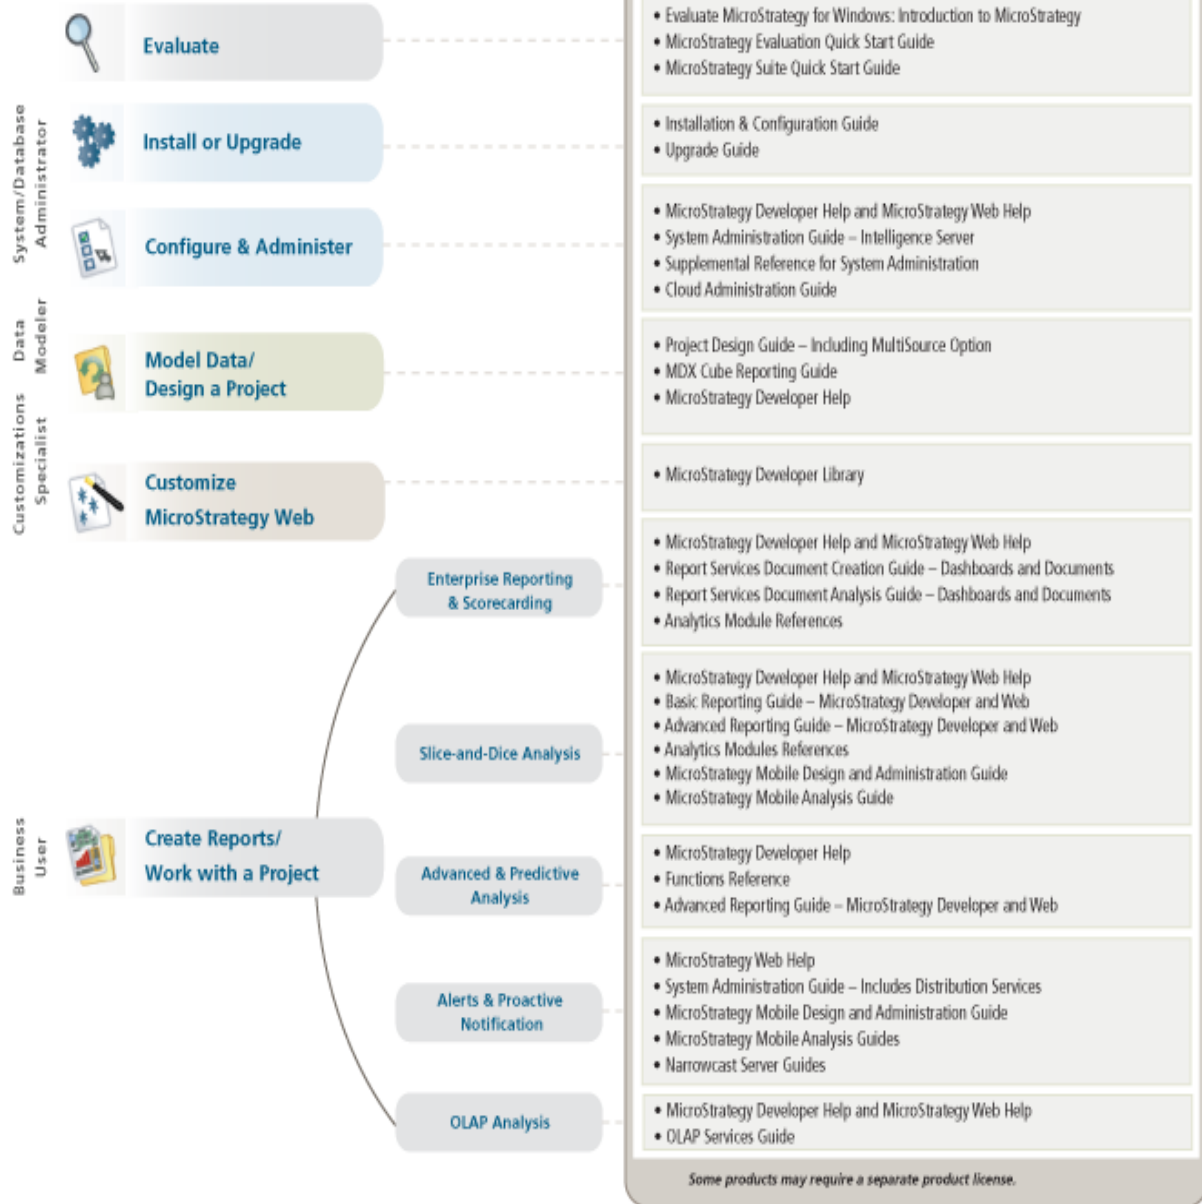 Evaluate
• Evaluate MicroStrategy for Windows: Introduction to MicroStrategy
• MicroStrategy Evaluation Quick Start Guide
• MicroStrategy Suite Quick Start Guide
System/Database
Administrator
Install or Upgrade
• Installation & Configuration Guide
• Upgrade Guide
Configure & Administer
• MicroStrategy Developer Help and MicroStrategy Web Help
• System Administration Guide – Intelligence Server
• Supplemental Reference for System Administration
• Cloud Administration Guide
Data
Modeler
Model Data/
Design a Project
• Project Design Guide – Including MultiSource Option
• MDX Cube Reporting Guide
• MicroStrategy Developer Help
Customizations
Specialist
Customize
MicroStrategy Web
• MicroStrategy Developer Library
Business
User
Create Reports/
Work with a Project
Enterprise Reporting
& Scorecarding
• MicroStrategy Developer Help and MicroStrategy Web Help
• Report Services Document Creation Guide – Dashboards and Documents
• Report Services Document Analysis Guide – Dashboards and Documents
• Analytics Module References
Slice-and-Dice Analysis
• MicroStrategy Developer Help and MicroStrategy Web Help
• Basic Reporting Guide – MicroStrategy Developer and Web
• Advanced Reporting Guide – MicroStrategy Developer and Web
• Analytics Modules References
• MicroStrategy Mobile Design and Administration Guide
• MicroStrategy Mobile Analysis Guide
Advanced & Predictive
Analysis
• MicroStrategy Developer Help
• Functions Reference
• Advanced Reporting Guide – MicroStrategy Developer and Web
Alerts & Proactive
Notification
• MicroStrategy Web Help
• System Administration Guide – Includes Distribution Services
• MicroStrategy Mobile Design and Administration Guide
• MicroStrategy Mobile Analysis Guides
• Narrowcast Server Guides
OLAP Analysis
• MicroStrategy Developer Help and MicroStrategy Web Help
• OLAP Services Guide
Some products may require a separate product license.